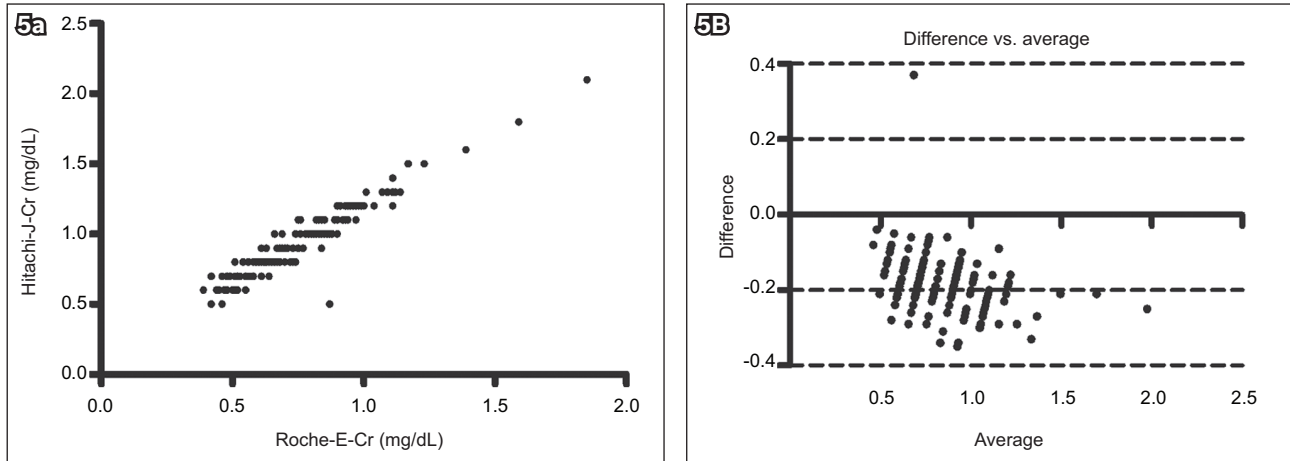 5a
2.5
2.0
1.5
1.0
0.5
0.0
Hitachi-J-Cr (mg/dL)
0.0 0.5 1.0 1.5 2.0
Roche-E-Cr (mg/dL)
5B
Difference vs. average
0.4
0.2
0.0
-0.2
-0.4
Difference
0.5 1.0 1.5 2.0 2.5
Average